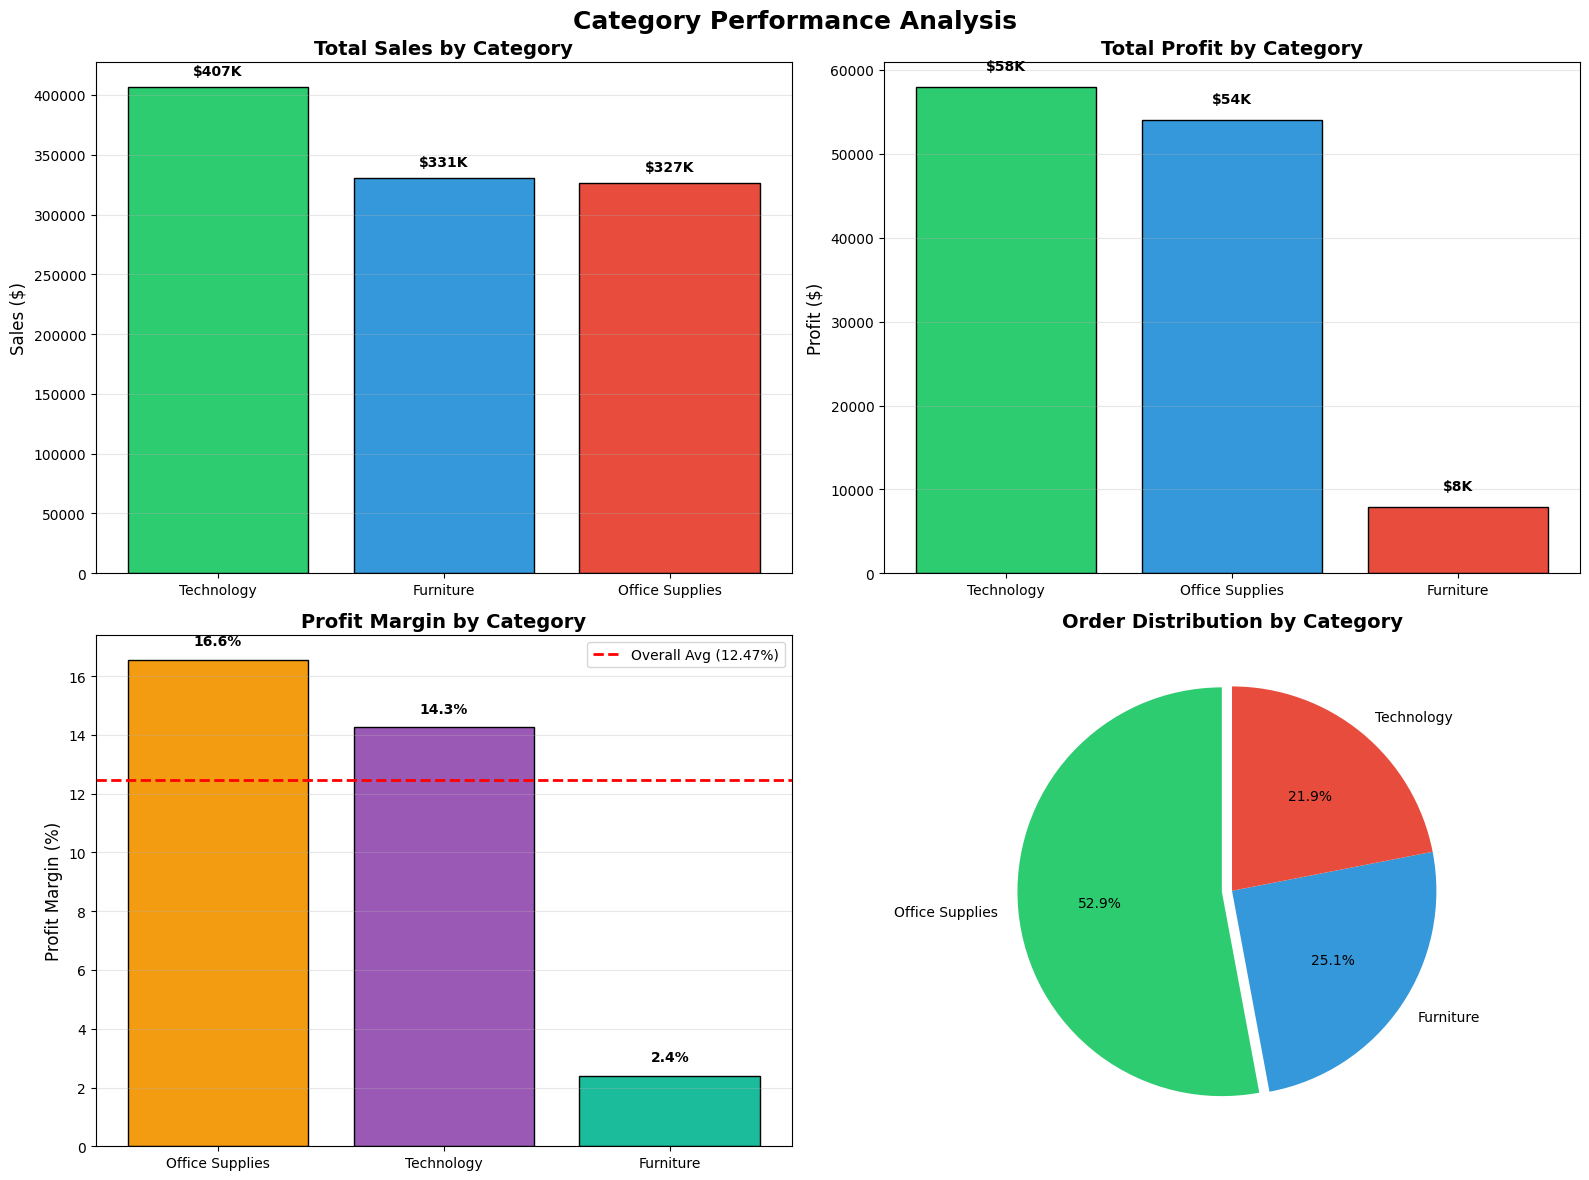 Category Performance Analysis
Total Sales by Category
$407K
$331K
$327K
400000
350000
300000
250000
200000
150000
100000
50000
0
Sales ($)
Technology
Furniture
Office Supplies
Total Profit by Category
$58K
$54K
$8K
60000
50000
40000
30000
20000
10000
0
Profit ($)
Technology
Office Supplies
Furniture
Profit Margin by Category
16.6%
14.3%
2.4%
Overall Avg (12.47%)
16
14
12
10
8
6
4
2
0
Profit Margin (%)
Office Supplies
Technology
Furniture
Order Distribution by Category
Technology
21.9%
Office Supplies
52.9%
25.1%
Furniture